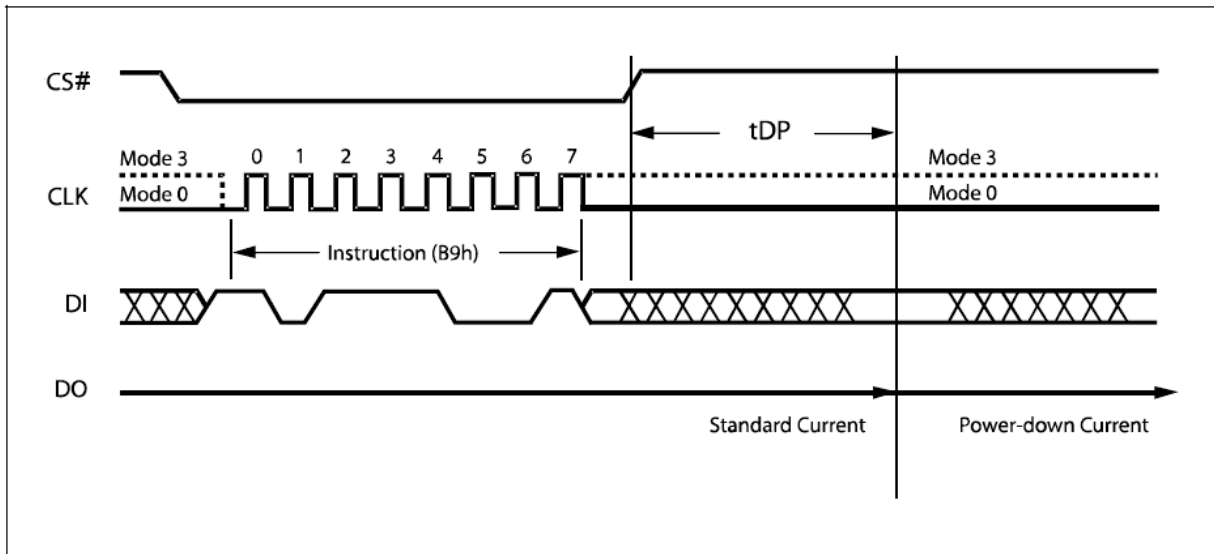 CS#
tDP
0 1 2 3 4 5 6 7
Mode 3
Mode 3
CLK
Mode 0
Mode 0
Instruction (B9h)
DI
DO
Standard Current
Power-down Current